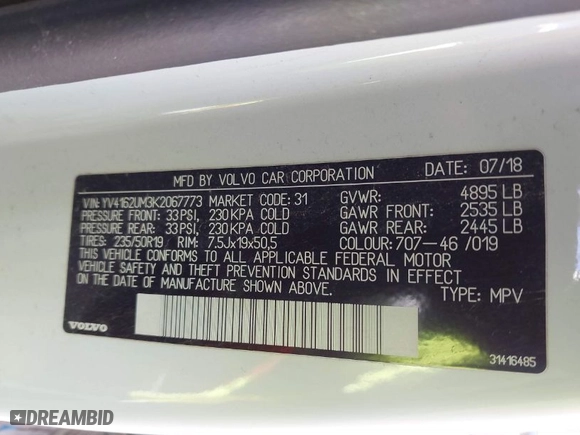 MFD. BY VOLVO CAR CORPORATION DATE: 07/18
VIN: YV4162UM3K2067773 MARKET CODE: 31 GVWR: 4895 LB
PRESSURE FRONT: 33PSI, 230KPA COLD GAWR FRONT: 2535 LB
PRESSURE REAR: 33PSI, 230KPA COLD GAWR REAR: 2445 LB
TIRES: 235/50R19 RIM: 7.5Jx19x50,5 COLOUR: 707-46 /019
THIS VEHICLE CONFORMS TO ALL APPLICABLE FEDERAL MOTOR
VEHICLE SAFETY AND THEFT PREVENTION STANDARDS IN EFFECT
ON THE DATE OF MANUFACTURE SHOWN ABOVE.
TYPE: MPV
VOLVO
31416485
DREAMBID